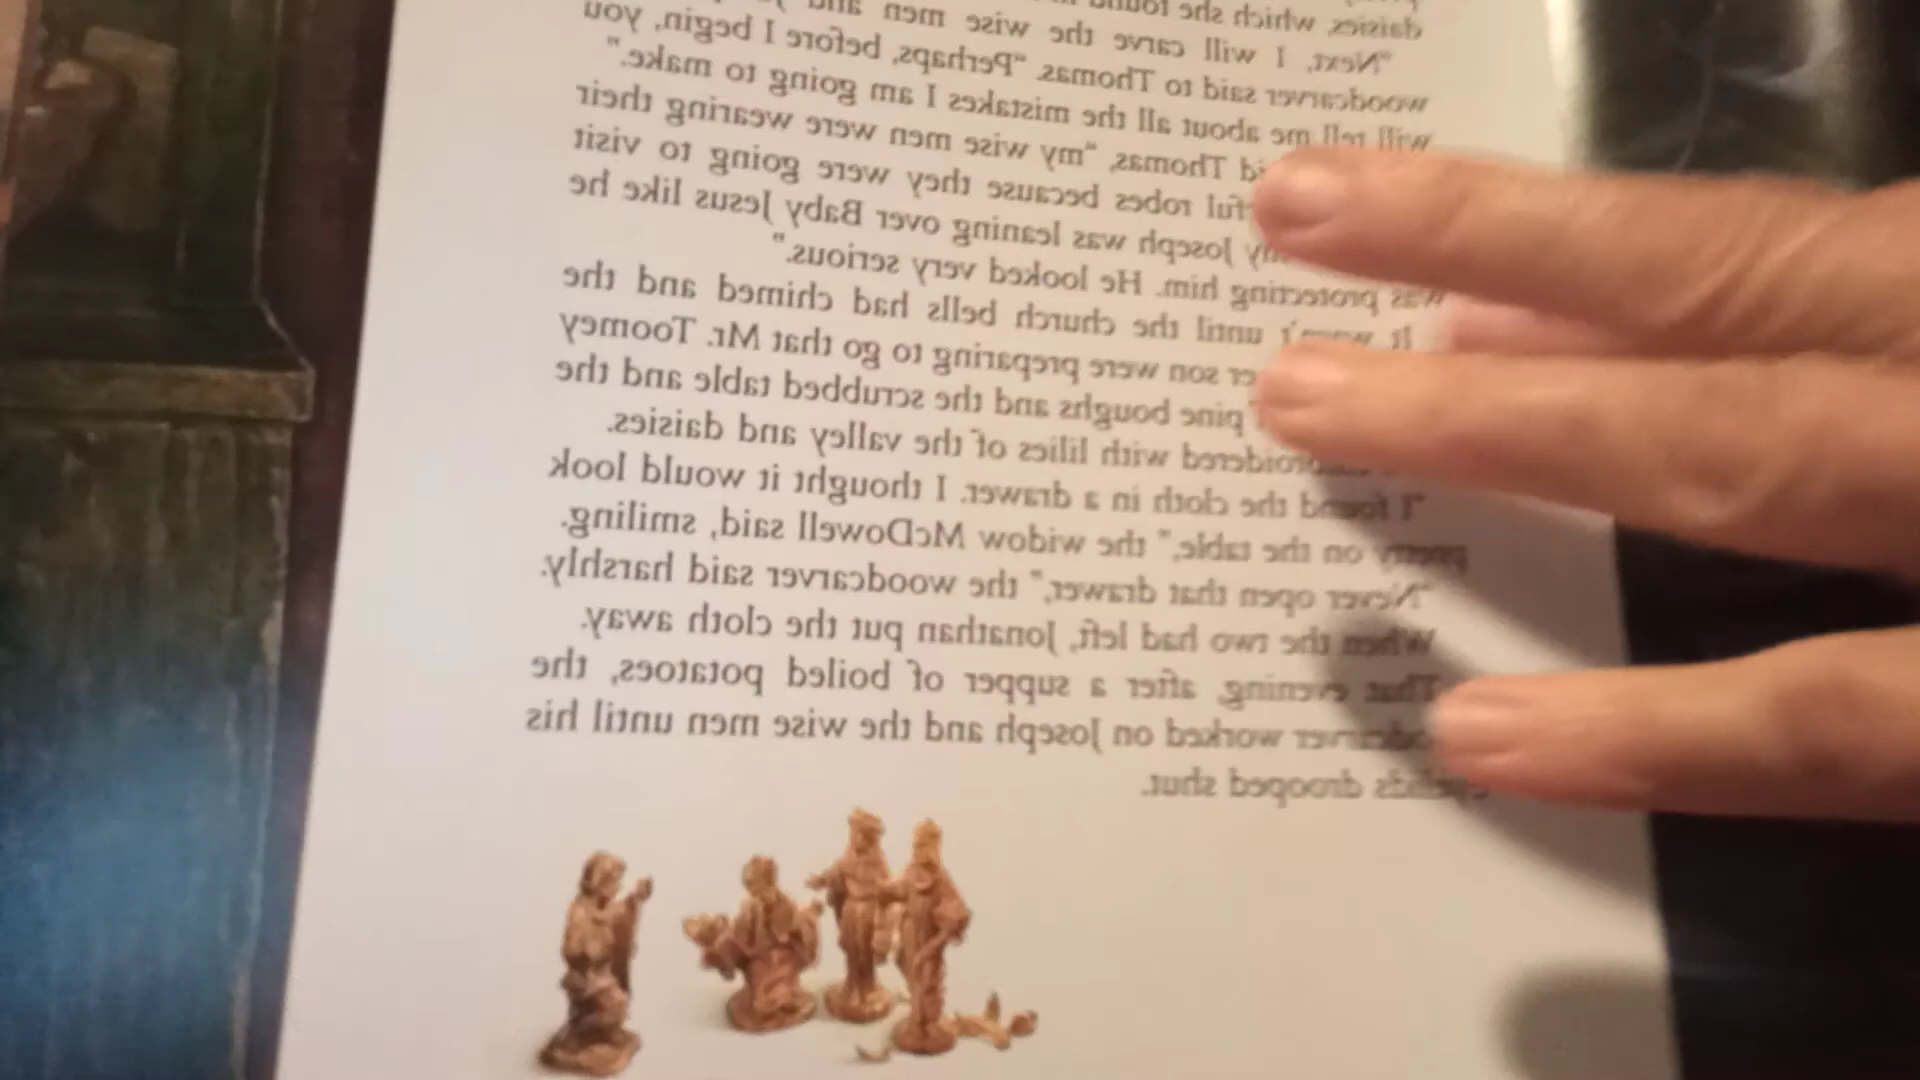 daisies, which she found
"Next, I will carve the wise men and
woodcarver said to Thomas. "Perhaps, before I begin, you
will tell me about all the mistakes I am going to make."
Thomas, "my wise men were wearing their
robes because they were going to visit
Joseph was leaning over Baby Jesus like he
was protecting him. He looked very serious."
It wasn't until the church bells had chimed and the
son were preparing to go that Mr. Toomey
pine boughs and the scrubbed table and the
embroidered with lilies of the valley and daisies.
"I found the cloth in a drawer. I thought it would look
pretty on the table," the widow McDowell said, smiling.
"Never open that drawer," the woodcarver said harshly.
When the two had left, Jonathan put the cloth away.
That evening, after a supper of boiled potatoes, the
woodcarver worked on Joseph and the wise men until his
eyelids drooped shut.